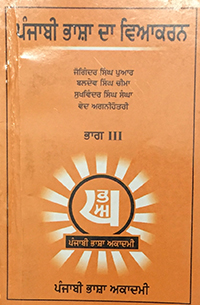 ਪੰਜਾਬੀ ਭਾਸ਼ਾ ਦਾ ਵਿਆਕਰਨ
ਜੋਗਿੰਦਰ ਸਿੰਘ ਪੁਆਰ
ਬਲਦੇਵ ਸਿੰਘ ਚੀਮਾ
ਸੁਖਵਿੰਦਰ ਸਿੰਘ ਸੰਘਾ
ਵੇਦ ਅਗਨੀਹੋਤਰੀ
ਭਾਗ III
ਪੰਜਾਬੀ ਭਾਸ਼ਾ ਅਕਾਦਮੀ
ਪੰਜਾਬੀ ਭਾਸ਼ਾ ਅਕਾਦਮੀ